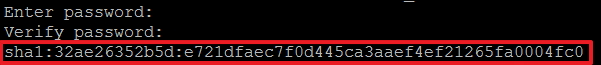 Enter password:
Verify password:
sha1:32ae26352b5d:e721dfaec7f0d445ca3aaef4ef21265fa0004fc0